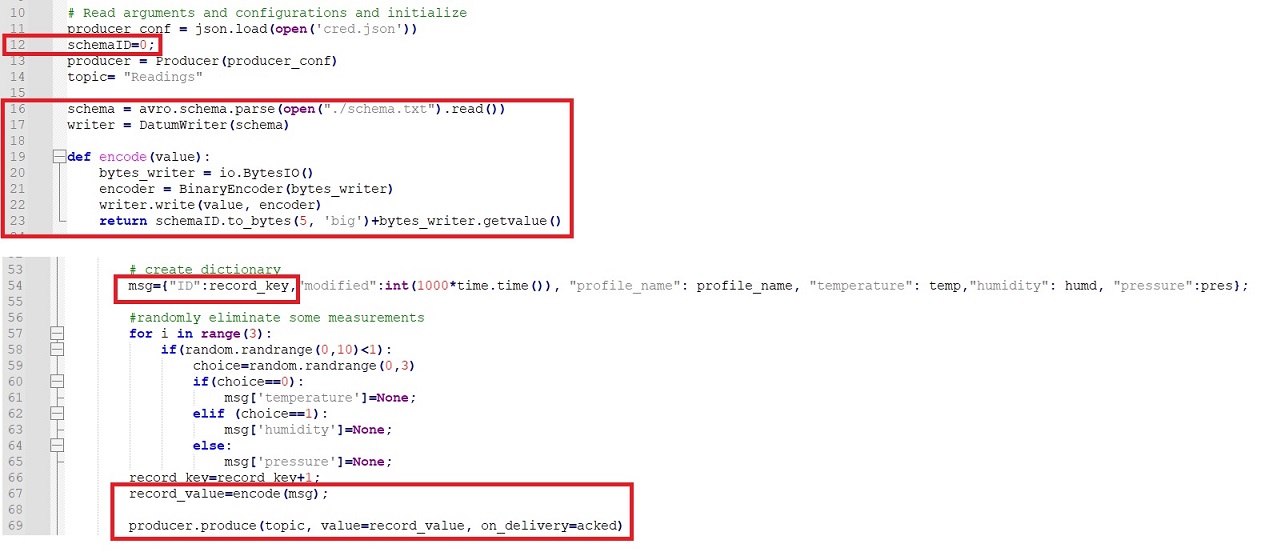 10 # Read arguments and configurations and initialize
11 producer_conf = json.load(open('cred.json'))
12 schemaID=0;
13 producer = Producer(producer_conf)
14 topic= "Readings"
15
16 schema = avro.schema.parse(open("./schema.txt").read())
17 writer = DatumWriter(schema)
18
19 def encode(value):
20     bytes_writer = io.BytesIO()
21     encoder = BinaryEncoder(bytes_writer)
22     writer.write(value, encoder)
23     return schemaID.to_bytes(5, 'big')+bytes_writer.getvalue()
53 # create dictionary
54 msg={"ID":record_key,"modified":int(1000*time.time()), "profile_name": profile_name, "temperature": temp,"humidity": humd, "pressure":pres};
55
56 #randomly eliminate some measurements
57 for i in range(3):
58     if(random.randrange(0,10)<1):
59         choice=random.randrange(0,3)
60         if(choice==0):
61             msg['temperature']=None;
62         elif (choice==1):
63             msg['humidity']=None;
64         else:
65             msg['pressure']=None;
66 record_key=record_key+1;
67 record_value=encode(msg);
68
69 producer.produce(topic, value=record_value, on_delivery=acked)